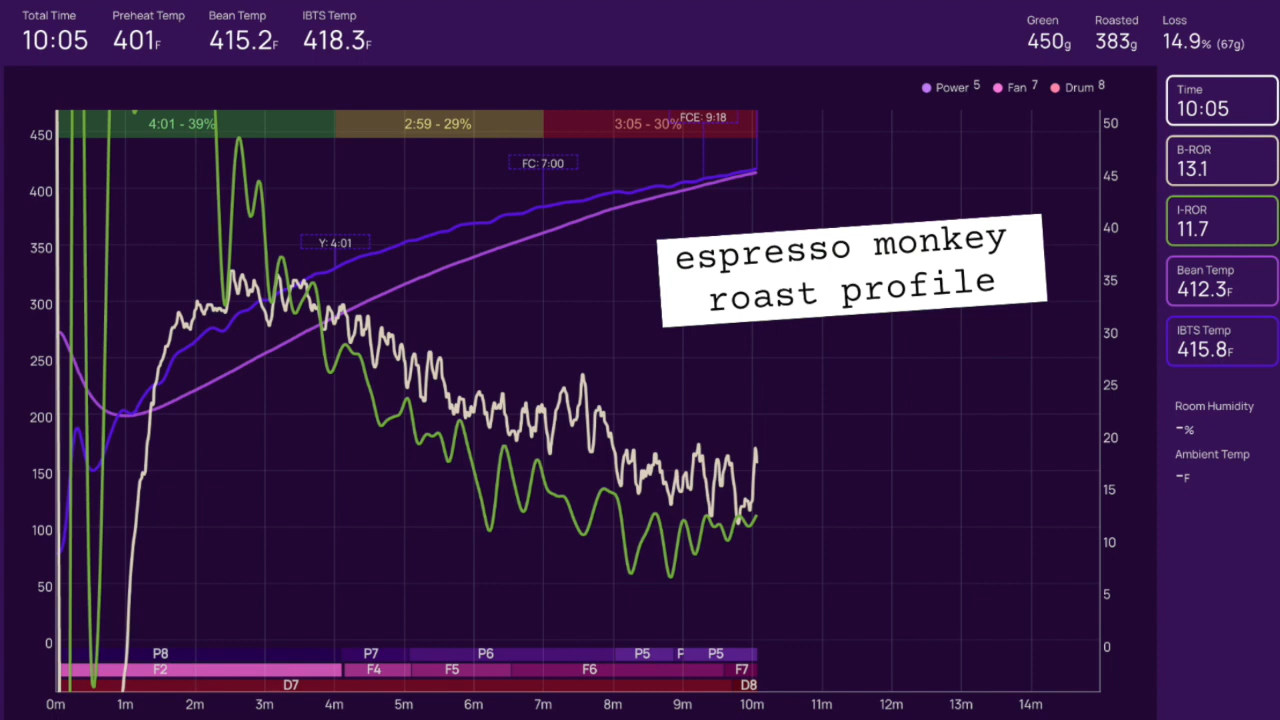 Total Time
10:05
Preheat Temp
401F
Bean Temp
415.2F
IBTS Temp
418.3F
Green
450g
Roasted
383g
Loss
14.9% (67g)
Power 5
Fan 7
Drum 8
4:01 - 39%
2:59 - 29%
3:05 - 30%
FCE: 9:18
FC: 7:00
Y: 4:01
espresso monkey
roast profile
450
400
350
300
250
200
150
100
50
0
50
45
40
35
30
25
20
15
10
5
0
P8
P7
P6
P5
P
P5
F2
F4
F5
F6
F7
D7
D8
0m
1m
2m
3m
4m
5m
6m
7m
8m
9m
10m
11m
12m
13m
14m
Time
10:05
B-ROR
13.1
I-ROR
11.7
Bean Temp
412.3F
IBTS Temp
415.8F
Room Humidity
-%
Ambient Temp
-F